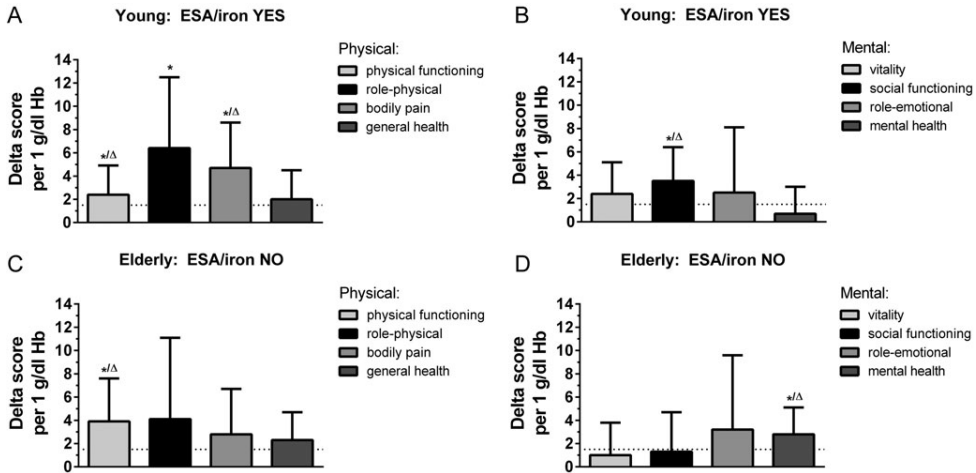 A
Young: ESA/iron YES
Delta score
per 1 g/dl Hb
14
12
10
8
6
4
2
0
*/Δ
*
*/Δ
Physical:
physical functioning
role-physical
bodily pain
general health
B
Young: ESA/iron YES
Delta score
per 1 g/dl Hb
14
12
10
8
6
4
2
0
*/Δ
Mental:
vitality
social functioning
role-emotional
mental health
C
Elderly: ESA/iron NO
Delta score
per 1 g/dl Hb
14
12
10
8
6
4
2
0
*/Δ
Physical:
physical functioning
role-physical
bodily pain
general health
D
Elderly: ESA/iron NO
Delta score
per 1 g/dl Hb
14
12
10
8
6
4
2
0
*/Δ
Mental:
vitality
social functioning
role-emotional
mental health